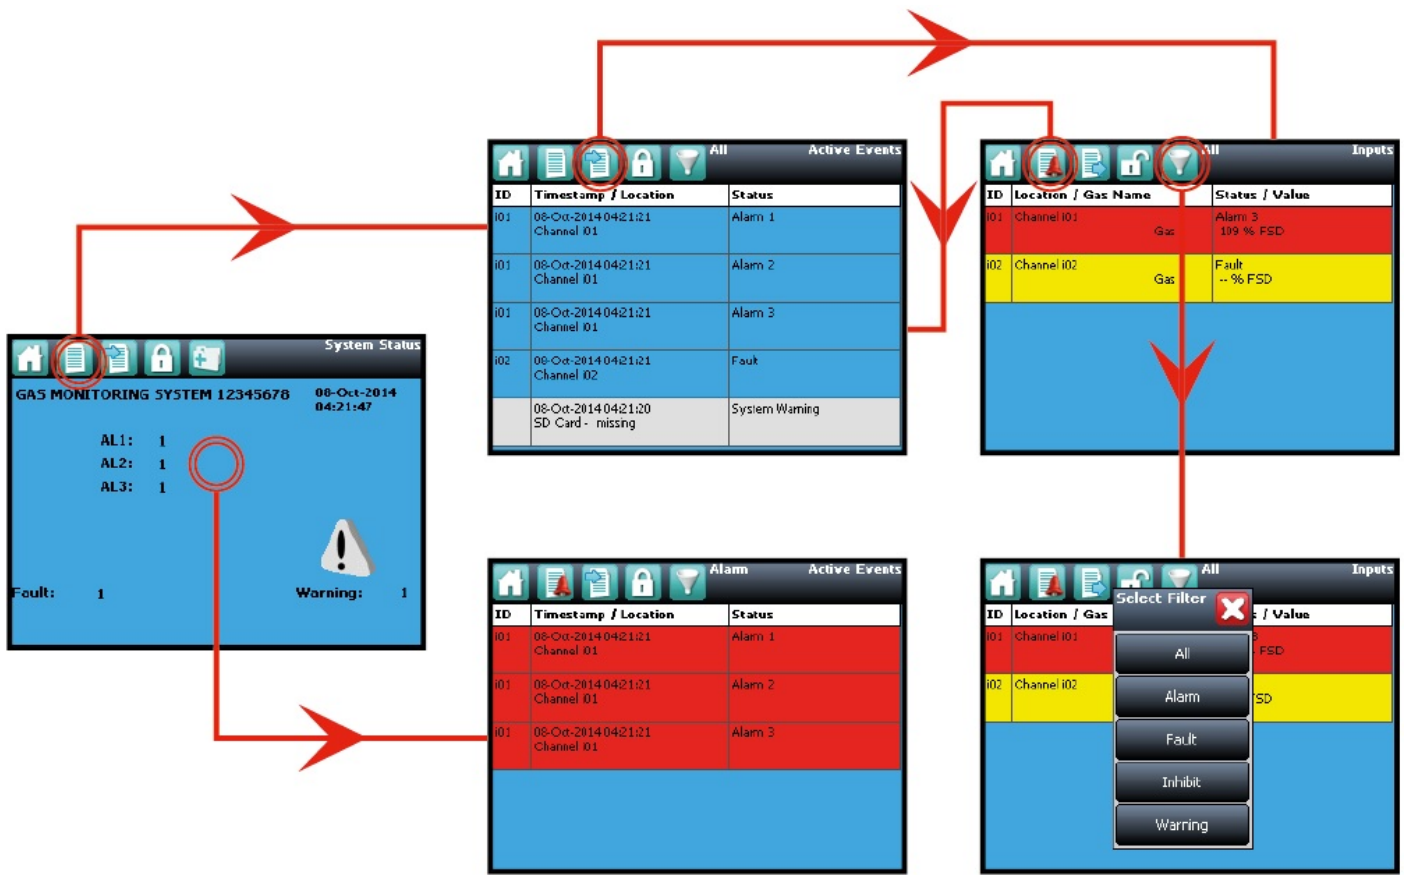 All Active Events
ID Timestamp / Location Status
i01 08-Oct-2014 04:21:21 Alarm 1
Channel i01
i01 08-Oct-2014 04:21:21 Alarm 2
Channel i01
i01 08-Oct-2014 04:21:21 Alarm 3
Channel i01
i02 08-Oct-2014 04:21:21 Fault
Channel i02
08-Oct-2014 04:21:20 System Warning
SD Card - missing
All Inputs
ID Location / Gas Name Status / Value
i01 Channel i01 Alarm 3
Gas 109 % FSD
i02 Channel i02 Fault
Gas -- % FSD
System Status
GAS MONITORING SYSTEM 12345678 08-Oct-2014
04:21:47
AL1: 1
AL2: 1
AL3: 1
Fault: 1 Warning: 1
Alarm Active Events
ID Timestamp / Location Status
i01 08-Oct-2014 04:21:21 Alarm 1
Channel i01
i01 08-Oct-2014 04:21:21 Alarm 2
Channel i01
i01 08-Oct-2014 04:21:21 Alarm 3
Channel i01
All Inputs
Select Filter
ID Location / Gas / Value
i01 Channel i01 3
FSD
i02 Channel i02
FSD
All
Alarm
Fault
Inhibit
Warning